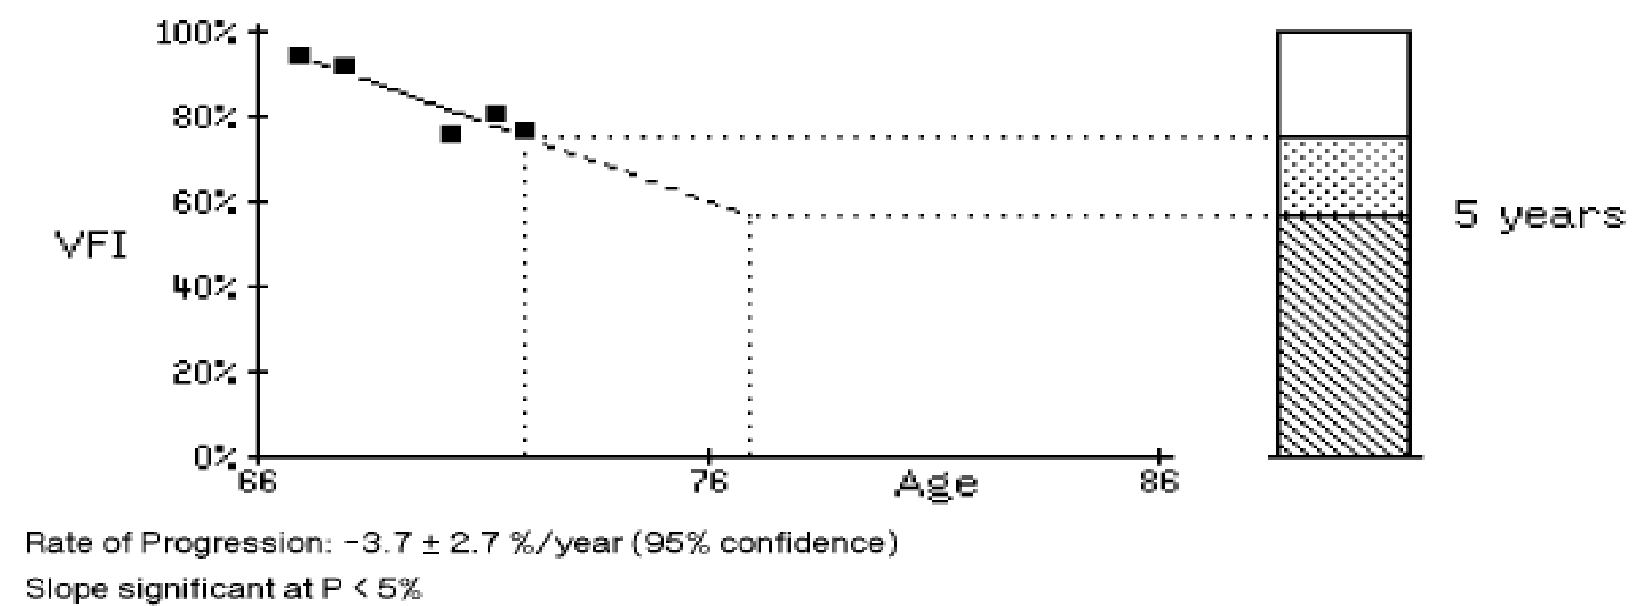 100%
80%
60%
5 years
VFI
40%
20%
0%
66
76
Age
86
Rate of Progression: -3.7 ± 2.7 %/year (95% confidence)
Slope significant at P < 5%